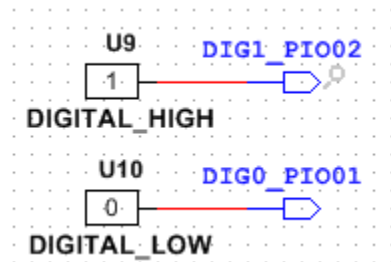 U9 DIG1_PIO02
1
DIGITAL_HIGH
U10 DIG0_PIO01
0
DIGITAL_LOW